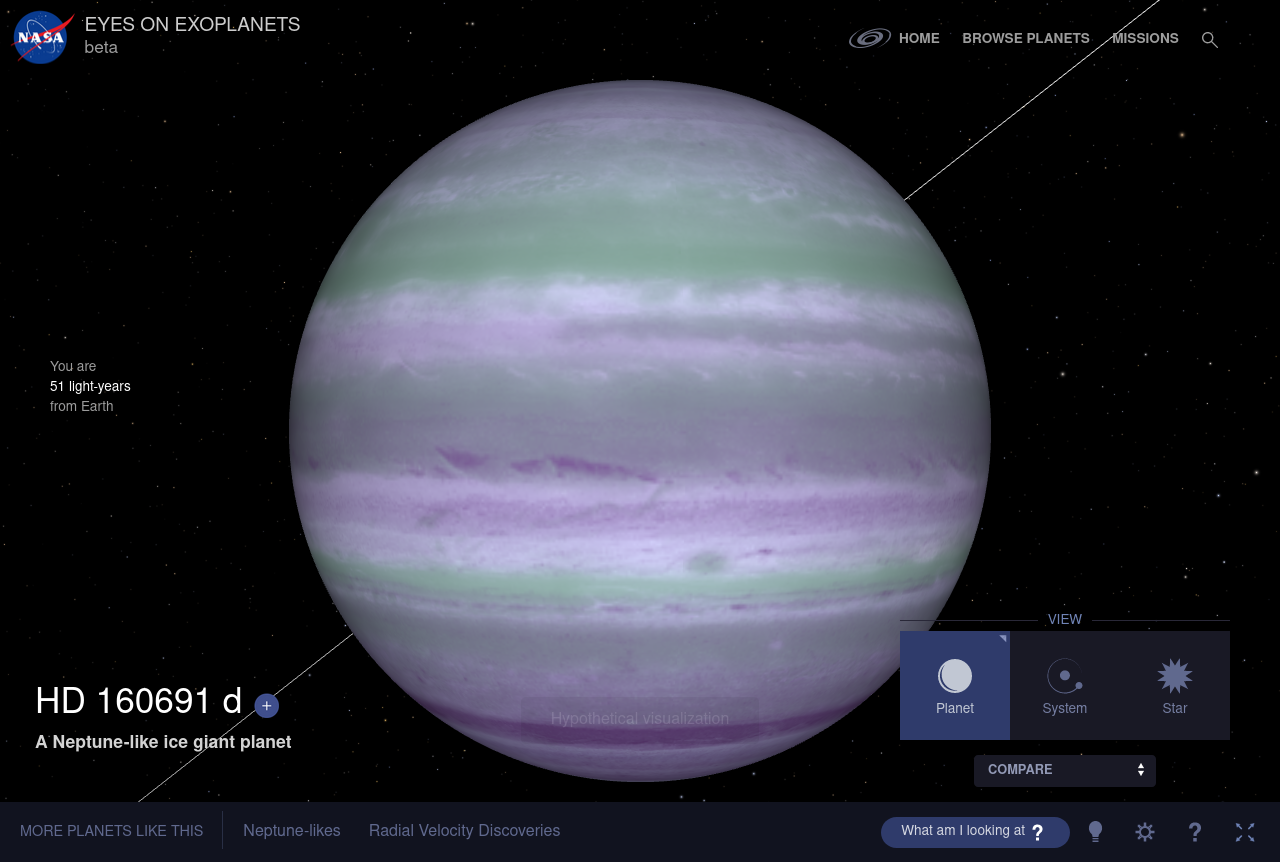 NASA
EYES ON EXOPLANETS
beta
HOME
BROWSE PLANETS
MISSIONS
You are
51 light-years
from Earth
HD 160691 d +
A Neptune-like ice giant planet
Hypothetical visualization
VIEW
Planet
System
Star
COMPARE
MORE PLANETS LIKE THIS
Neptune-likes
Radial Velocity Discoveries
What am I looking at ?
?